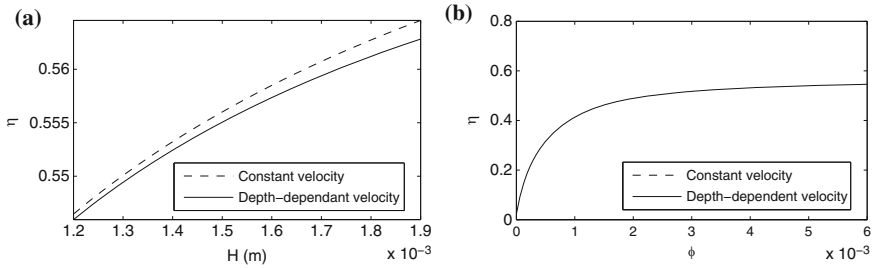 (a)
0.56
0.555
0.55
η
Constant velocity
Depth-dependant velocity
1.2 1.3 1.4 1.5 1.6 1.7 1.8 1.9
H (m)
x 10⁻³
(b)
0.8
0.6
0.4
0.2
0
η
Constant velocity
Depth-dependent velocity
0 1 2 3 4 5 6
ϕ
x 10⁻³